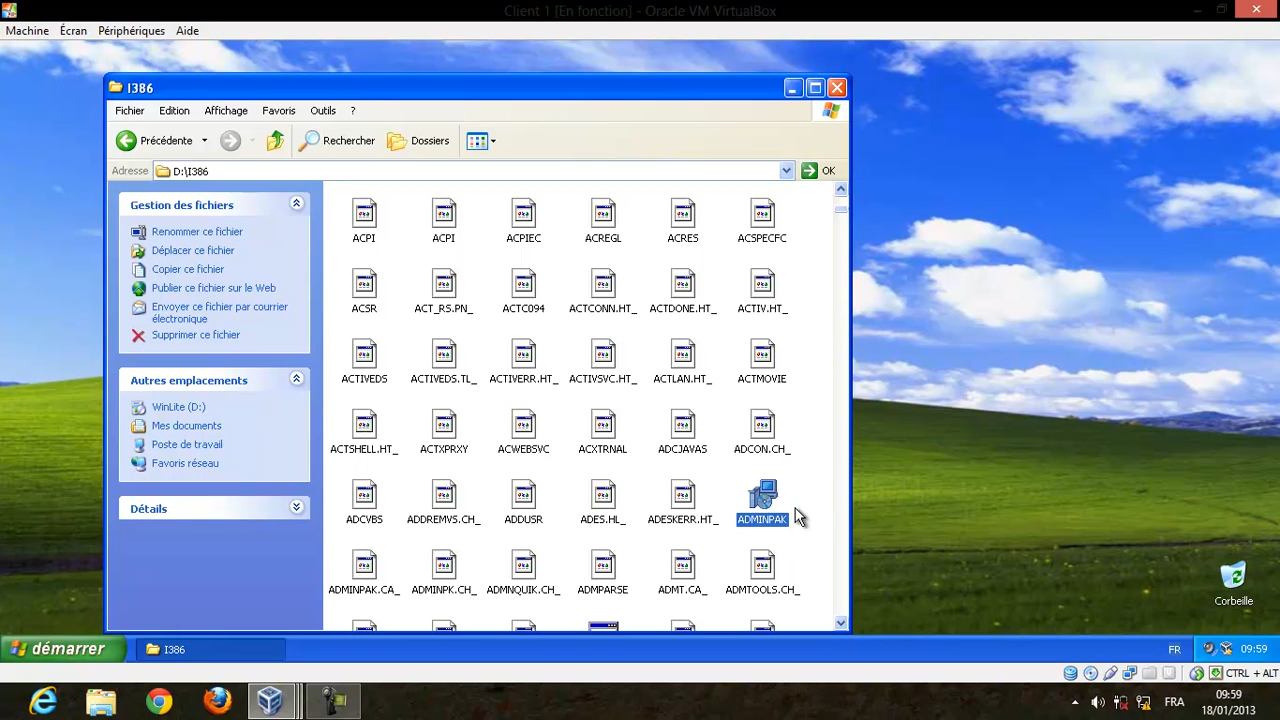 Client 1 [En fonction] - Oracle VM VirtualBox
Machine Écran Périphériques Aide
I386
Fichier Edition Affichage Favoris Outils ?
Précédente Rechercher Dossiers
Adresse D:\I386 OK
Gestion des fichiers
Renommer ce fichier
Déplacer ce fichier
Copier ce fichier
Publier ce fichier sur le Web
Envoyer ce fichier par courrier
électronique
Supprimer ce fichier
Autres emplacements
WinLite (D:)
Mes documents
Poste de travail
Favoris réseau
Détails
ACPI ACPI ACPIEC ACREGL ACRES ACSPECFC
ACSR ACT_RS.PN_ ACTC094 ACTCONN.HT_ ACTDONE.HT_ ACTIV.HT_
ACTIVEDS ACTIVEDS.TL_ ACTIVERR.HT_ ACTIVSVC.HT_ ACTLAN.HT_ ACTMOVIE
ACTSHELL.HT_ ACTXPRXY ACWEBSVC ACXTRNAL ADCJAVAS ADCON.CH_
ADCVBS ADDREMVS.CH_ ADDUSR ADES.HL_ ADESKERR.HT_ ADMINPAK
ADMINPAK.CA_ ADMINPK.CH_ ADMNQUIK.CH_ ADMPARSE ADMT.CA_ ADMTOOLS.CH_
Corbeille
démarrer I386 FR 09:59
CTRL + ALT
FRA 09:59
18/01/2013